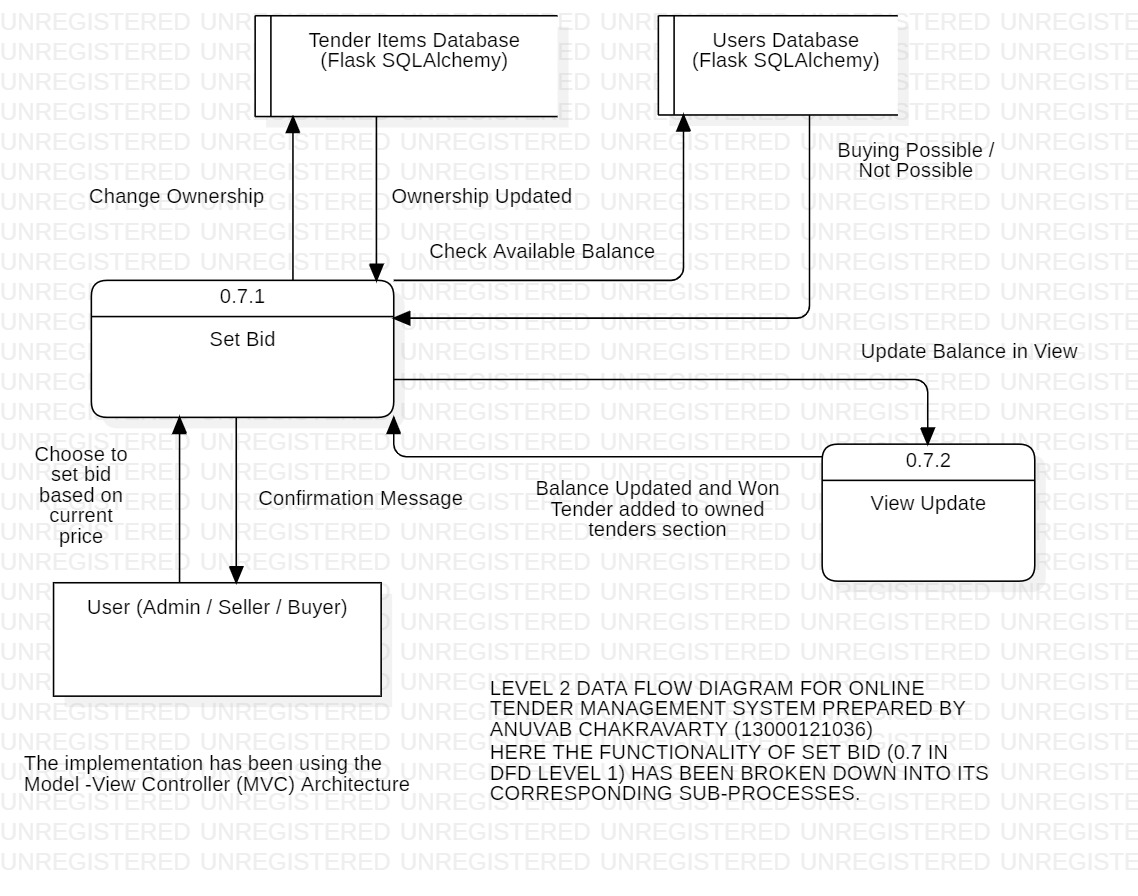 Tender Items Database
(Flask SQLAlchemy)
Users Database
(Flask SQLAlchemy)
Buying Possible /
Not Possible
Change Ownership
Ownership Updated
Check Available Balance
0.7.1
Set Bid
Update Balance in View
0.7.2
View Update
Choose to
set bid
based on
current
price
Confirmation Message
Balance Updated and Won
Tender added to owned
tenders section
User (Admin / Seller / Buyer)
LEVEL 2 DATA FLOW DIAGRAM FOR ONLINE
TENDER MANAGEMENT SYSTEM PREPARED BY
ANUVAB CHAKRAVARTY (13000121036)
HERE THE FUNCTIONALITY OF SET BID (0.7 IN
DFD LEVEL 1) HAS BEEN BROKEN DOWN INTO ITS
CORRESPONDING SUB-PROCESSES.
The implementation has been using the
Model -View Controller (MVC) Architecture
UNREGISTERED